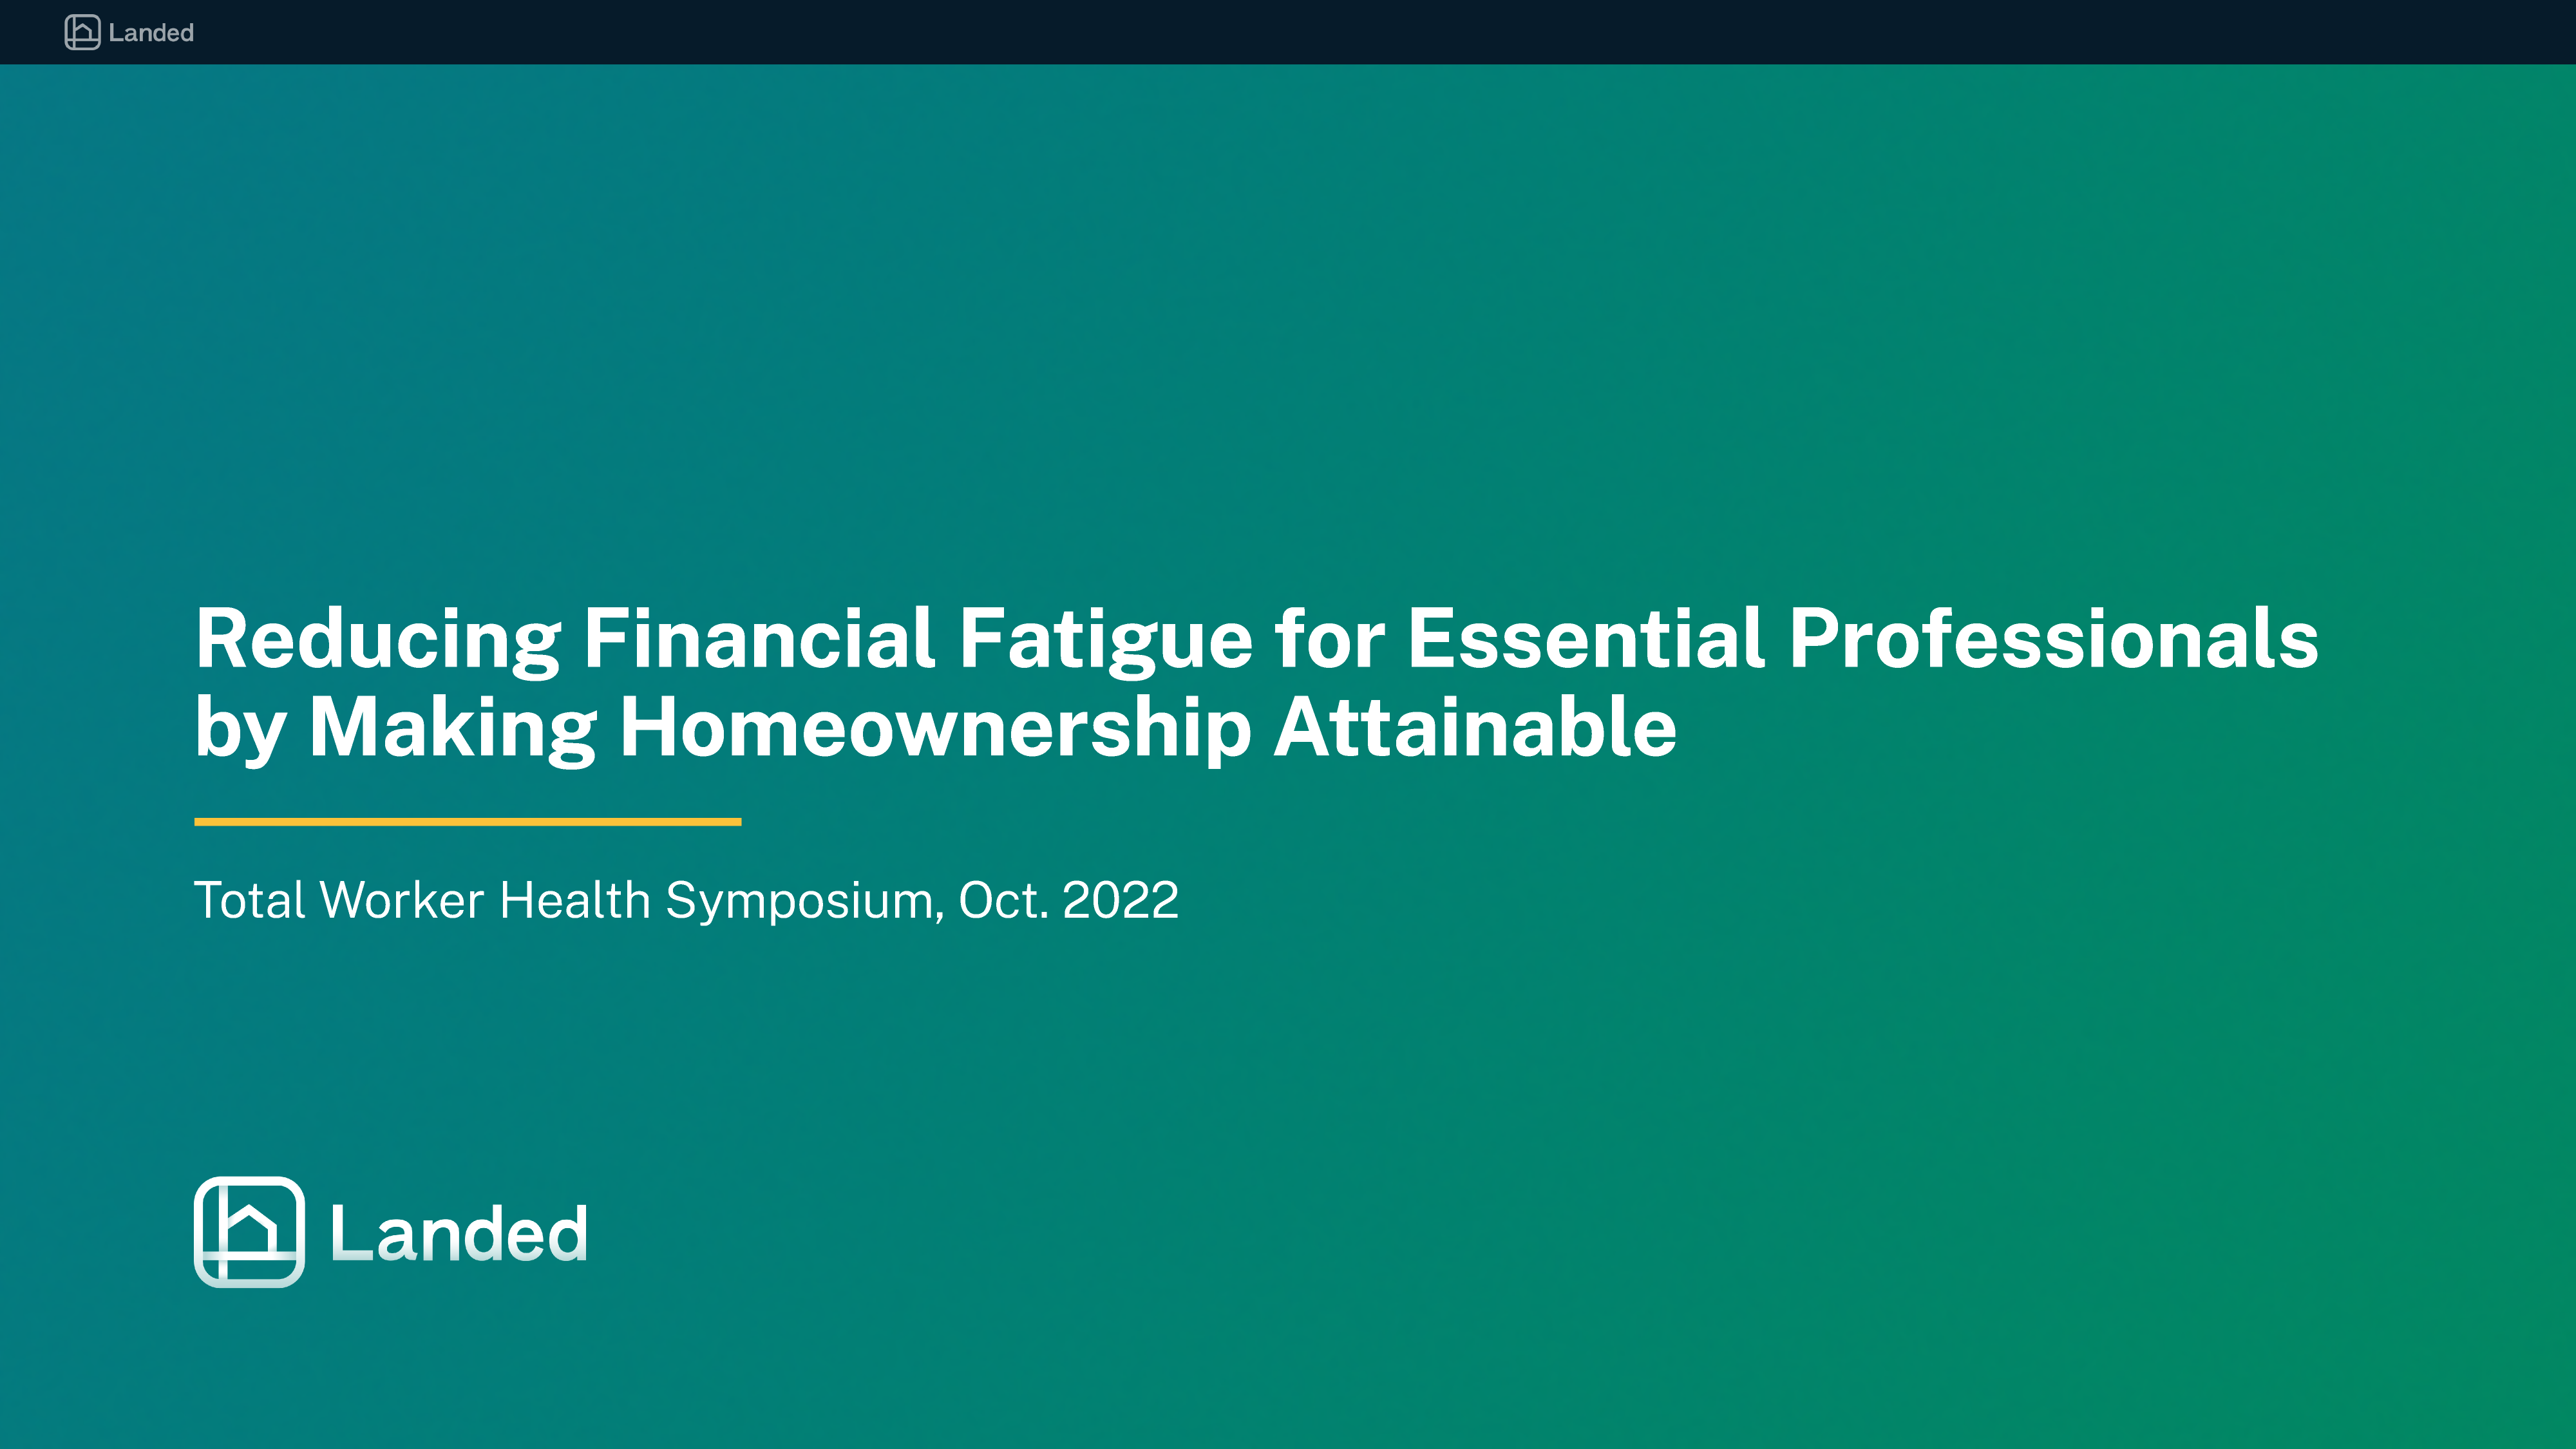 Landed
Reducing Financial Fatigue for Essential Professionals
by Making Homeownership Attainable
Total Worker Health Symposium, Oct. 2022
Landed